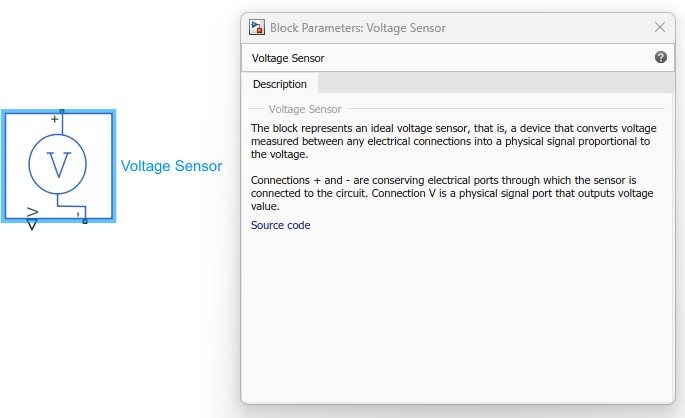 Block Parameters: Voltage Sensor
Voltage Sensor
Description
Voltage Sensor
The block represents an ideal voltage sensor, that is, a device that converts voltage
measured between any electrical connections into a physical signal proportional to
the voltage.
Connections + and - are conserving electrical ports through which the sensor is
connected to the circuit. Connection V is a physical signal port that outputs voltage
value.
Source code
+
V
Voltage Sensor
V
-